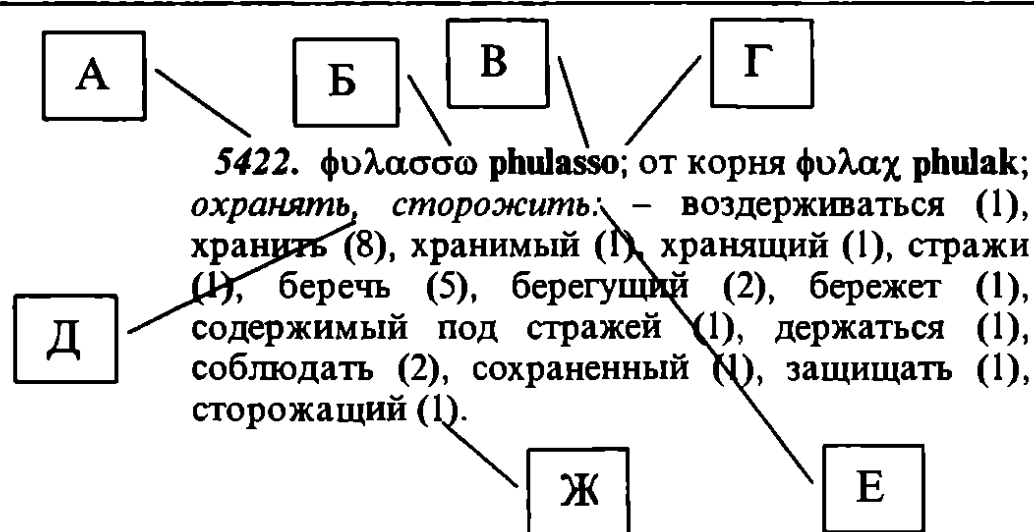 А
Б
В
Г
5422. φυλασσω phulasso; от корня φυλαχ phulak;
охранять, сторожить: – воздерживаться (1),
хранить (8), хранимый (1), хранящий (1), стражи
(1), беречь (5), берегущий (2), бережет (1),
содержимый под стражей (1), держаться (1),
соблюдать (2), сохраненный (1), защищать (1),
сторожащий (1).
Д
Ж
Е